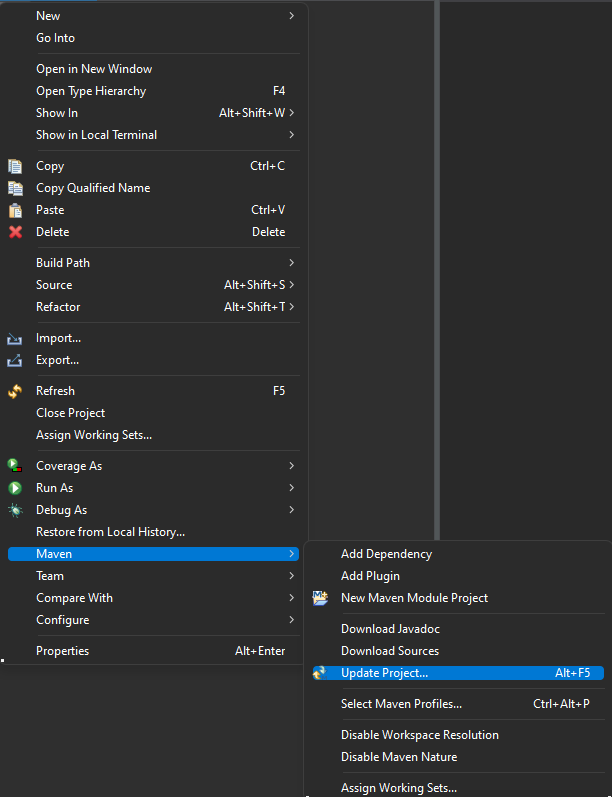 New
Go Into
Open in New Window
Open Type Hierarchy F4
Show In Alt+Shift+W >
Show in Local Terminal
Copy Ctrl+C
Copy Qualified Name
Paste Ctrl+V
Delete Delete
Build Path
Source Alt+Shift+S >
Refactor Alt+Shift+T >
Import...
Export...
Refresh F5
Close Project
Assign Working Sets...
Coverage As
Run As
Debug As
Restore from Local History...
Maven
Team
Compare With
Configure
Properties Alt+Enter
Add Dependency
Add Plugin
New Maven Module Project
Download Javadoc
Download Sources
Update Project... Alt+F5
Select Maven Profiles... Ctrl+Alt+P
Disable Workspace Resolution
Disable Maven Nature
Assign Working Sets...